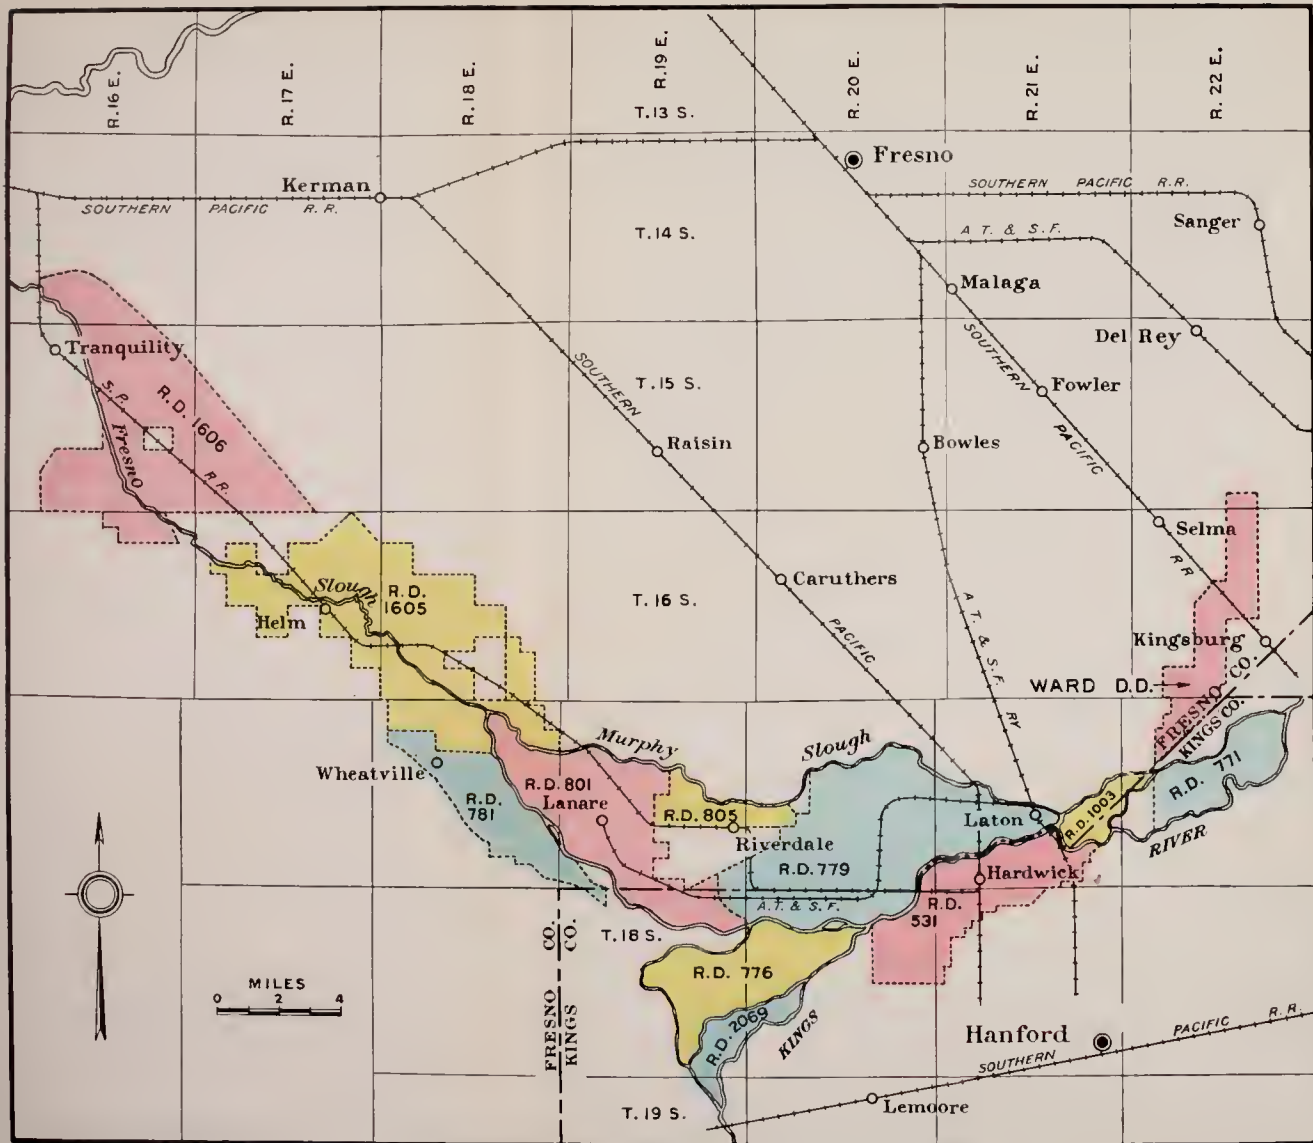 R.16 E.
R.17 E.
R.18 E.
R.19 E.
R.20 E.
R.21 E.
R.22 E.
T.13 S.
Fresno
Kerman
SOUTHERN PACIFIC R.R.
SOUTHERN PACIFIC R.R.
Sanger
A T. & S.F.
T.14 S.
Malaga
Tranquility
Del Rey
SOUTHERN
T.15 S.
SOUTHERN
Fowler
S.P.
R.D. 1606
Fresno
R.R.
Raisin
Bowles
PACIFIC
Selma
R R
Slough
R.D.
1605
Helm
T.16 S.
Caruthers
A T. & S.F.
RY
PACIFIC
Kingsburg
WARD D.D.
FRESNO CO.
KINGS CO.
Murphy
Slough
Wheatville
R.D.
781
R.D. 801
Lanare
R.D. 805
Riverdale
R.D. 779
Laton
R.D. 1003
R.D. 771
RIVER
Hardwick
A.T. & S.F.
R.D.
531
T.18 S.
FRESNO CO.
KINGS CO.
R.D. 776
R.D. 2069
KINGS
MILES
0 2 4
Hanford
SOUTHERN PACIFIC R.R.
Lemoore
T.19 S.